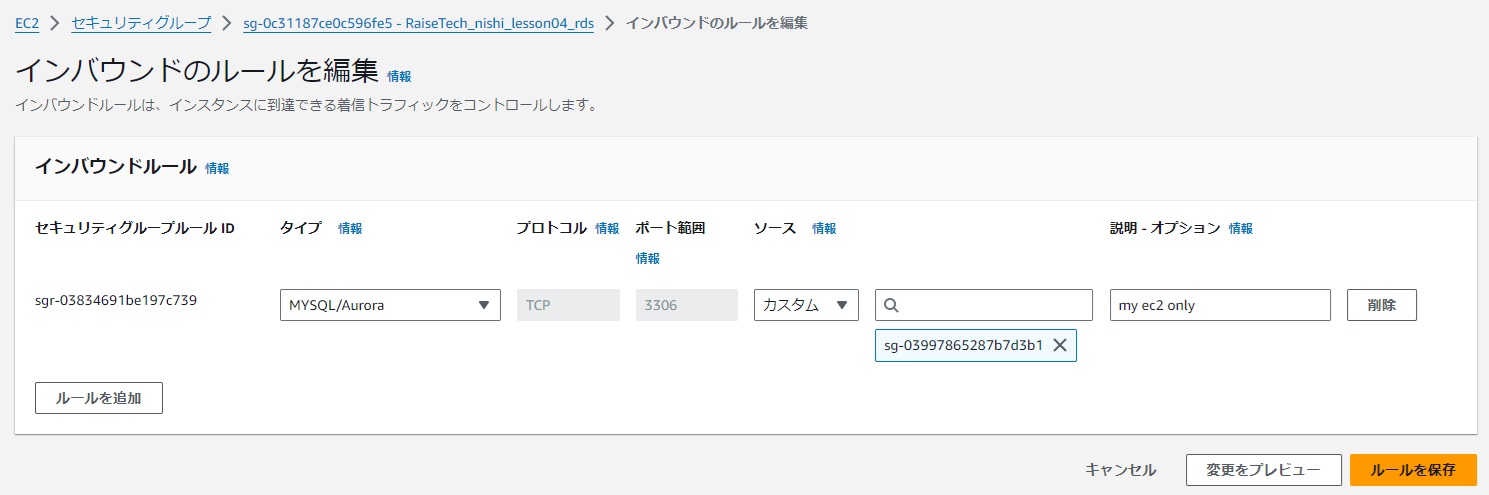 EC2 > セキュリティグループ > sg-0c31187ce0c596fe5 - RaiseTech_nishi_lesson04_rds > インバウンドのルールを編集
インバウンドのルールを編集 情報
インバウンドルールは、インスタンスに到達できる着信トラフィックをコントロールします。
インバウンドルール 情報
セキュリティグループルール ID タイプ 情報 プロトコル 情報 ポート範囲 ソース 情報 説明 - オプション 情報
情報
sgr-03834691be197c739 MYSQL/Aurora TCP 3306 カスタム my ec2 only 削除
sg-03997865287b7d3b1
ルールを追加
キャンセル 変更をプレビュー ルールを保存